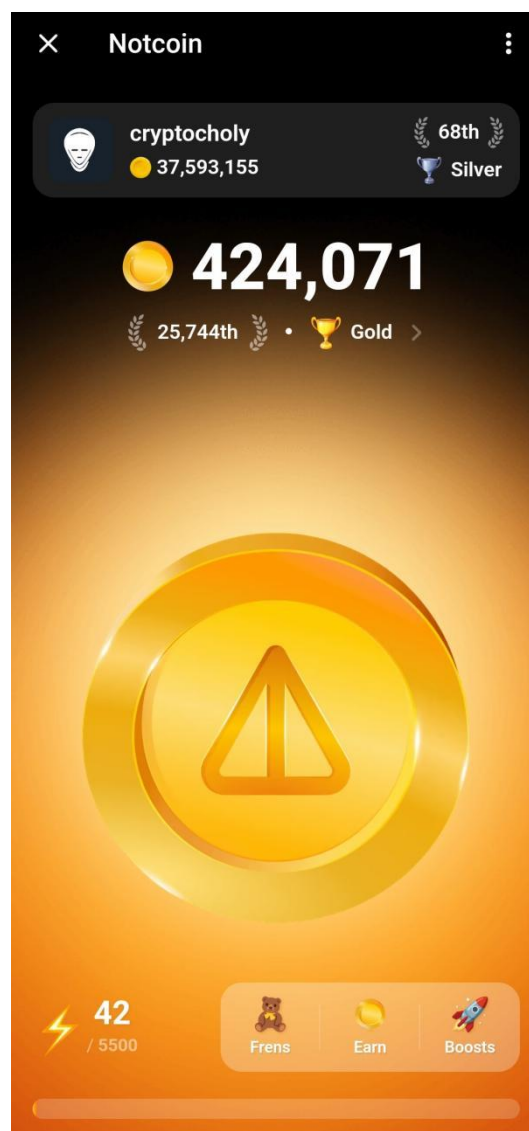 Notcoin
cryptocholy
68th
37,593,155
Silver
424,071
25,744th • Gold
42
/ 5500
Frens
Earn
Boosts